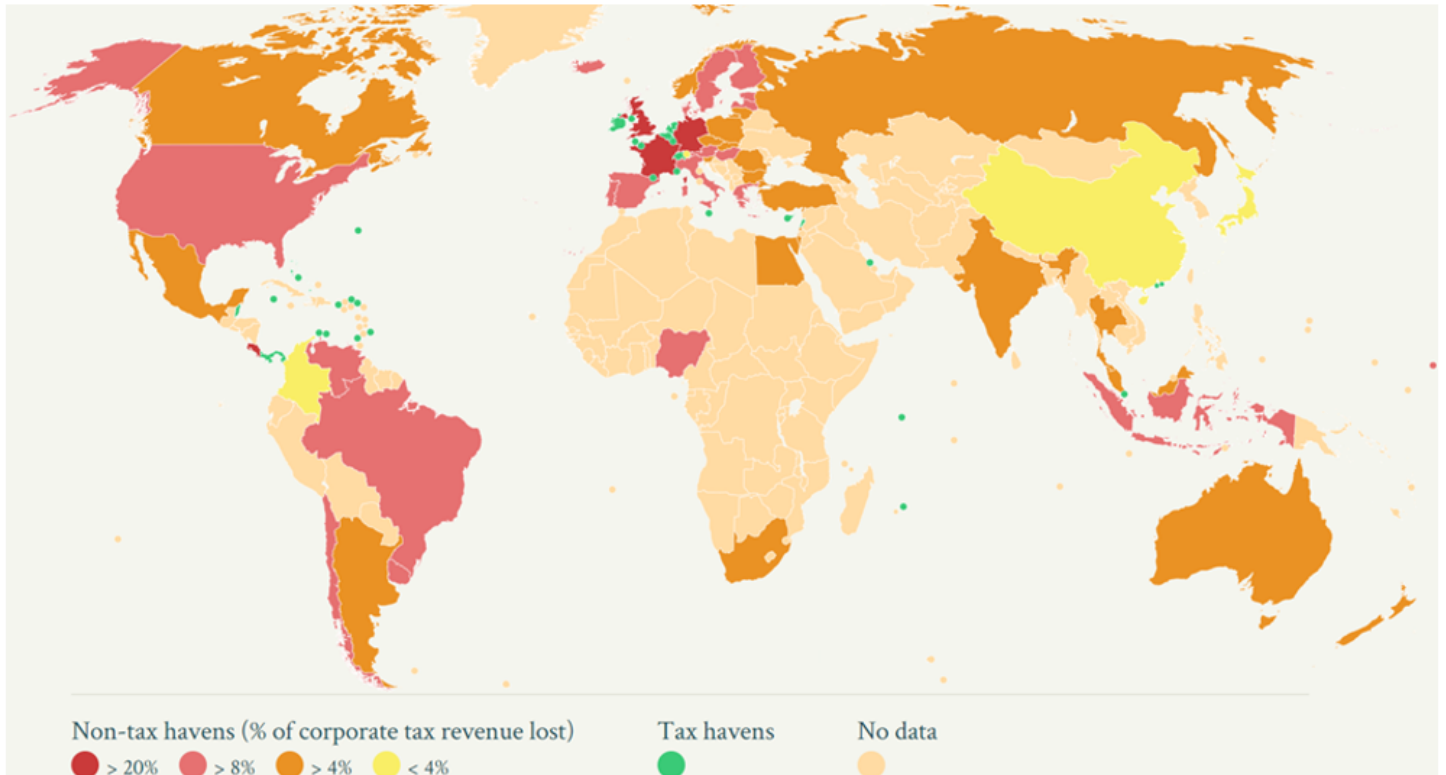 Non-tax havens (% of corporate tax revenue lost)
Tax havens
No data
> 20%
> 8%
> 4%
< 4%